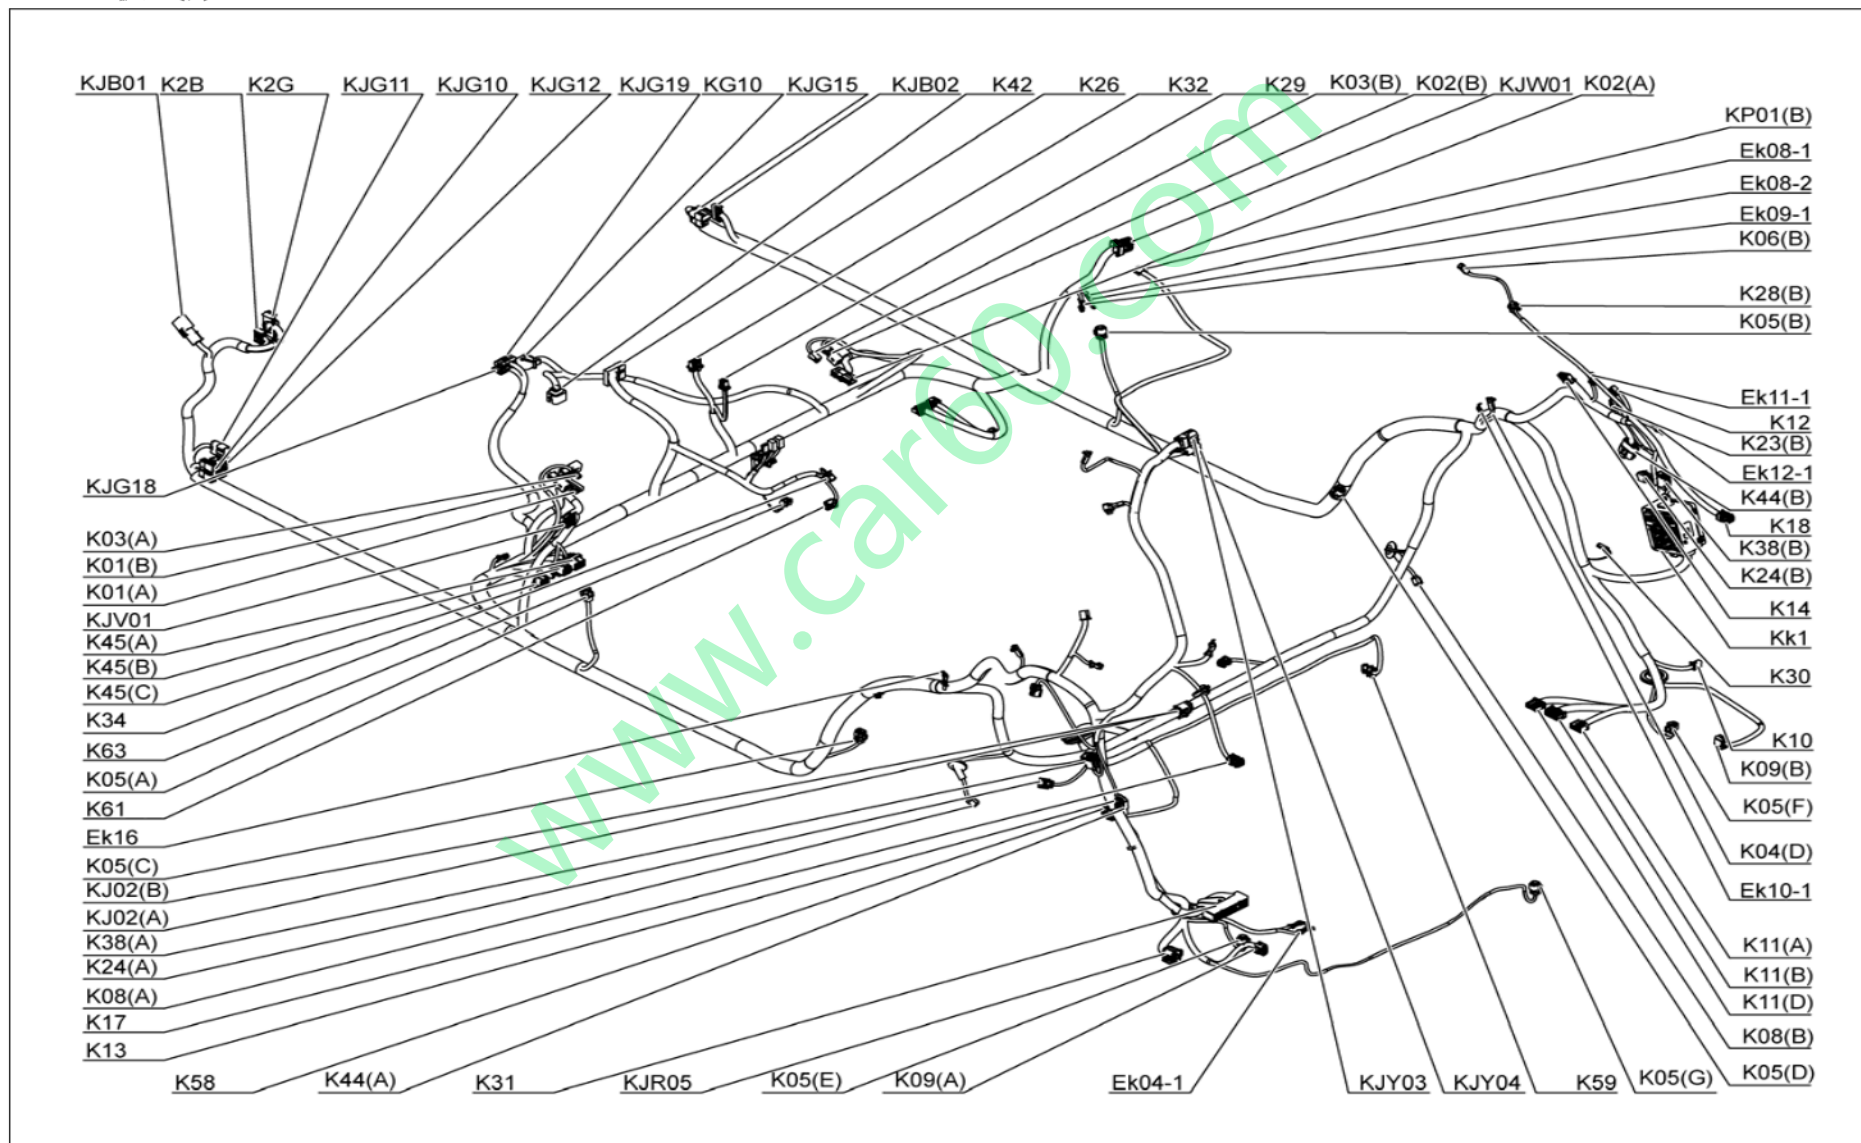 KJB01 K2B K2G KJG11 KJG10 KJG12 KJG19 KG10 KJG15 KJB02 K42 K26 K32 K29 K03(B) K02(B) KJW01 K02(A)
KP01(B)
Ek08-1
Ek08-2
Ek09-1
K06(B)
K28(B)
K05(B)
Ek11-1
K12
K23(B)
Ek12-1
K44(B)
K18
K38(B)
K24(B)
K14
Kk1
K30
K10
K09(B)
K05(F)
K04(D)
Ek10-1
K11(A)
K11(B)
K11(D)
K08(B)
K05(D)
KJG18
K03(A)
K01(B)
K01(A)
KJV01
K45(A)
K45(B)
K45(C)
K34
K63
K05(A)
K61
Ek16
K05(C)
KJ02(B)
KJ02(A)
K38(A)
K24(A)
K08(A)
K17
K13
K58 K44(A) K31 KJR05 K05(E) K09(A) Ek04-1 KJY03 KJY04 K59 K05(G)
www.car60.com